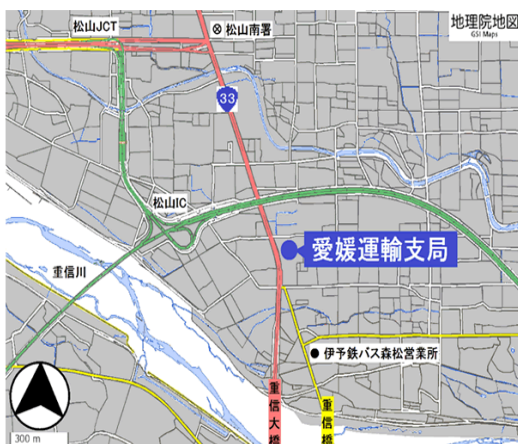 松山JCT
松山南署
地理院地図
GSI Maps
33
松山IC
愛媛運輸支局
重信川
伊予鉄バス森松営業所
重信大橋
重信橋
300 m